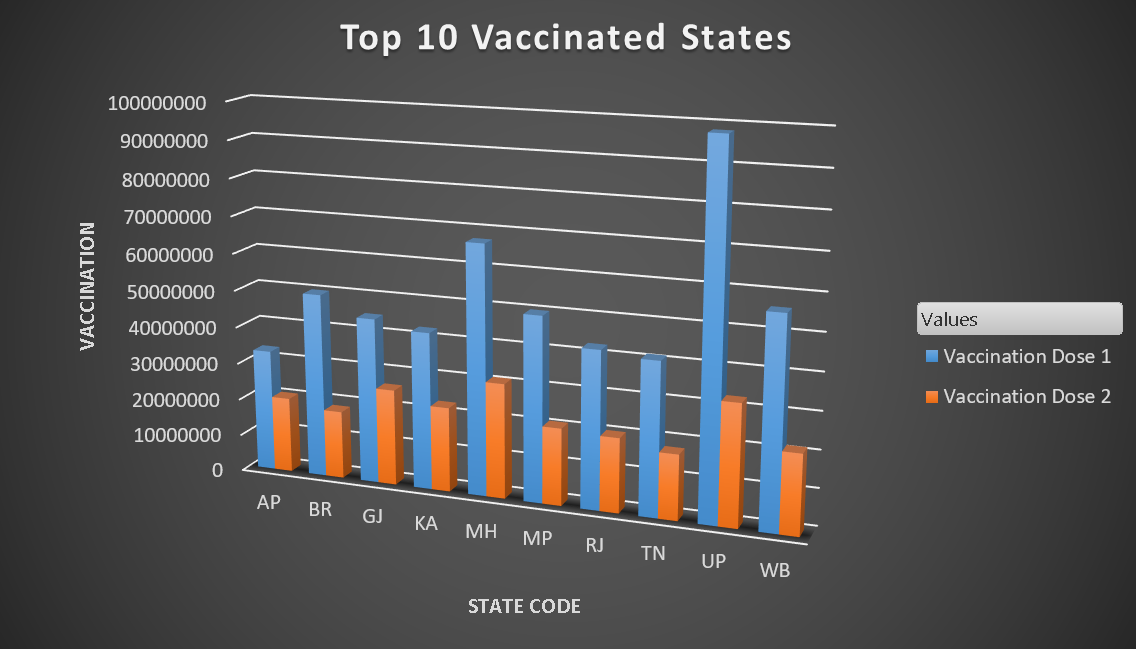 Top 10 Vaccinated States
100000000
90000000
80000000
70000000
60000000
50000000
40000000
30000000
20000000
10000000
0
VACCINATION
AP BR GJ KA MH MP RJ TN UP WB
STATE CODE
Values
Vaccination Dose 1
Vaccination Dose 2